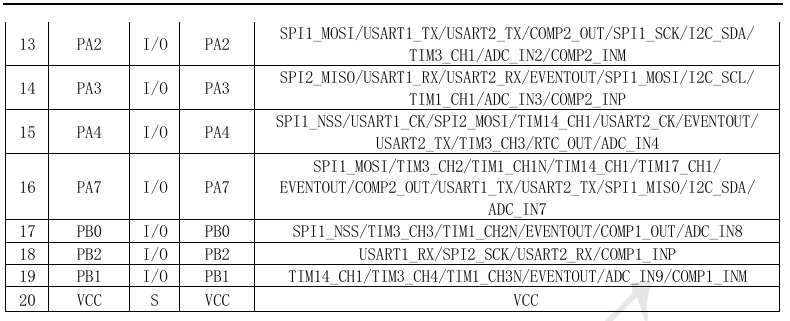 SPI1_MOSI/USART1_TX/USART2_TX/COMP2_OUT/SPI1_SCK/I2C_SDA/
13 PA2 I/O PA2
TIM3_CH1/ADC_IN2/COMP2_INM
SPI2_MISO/USART1_RX/USART2_RX/EVENTOUT/SPI1_MOSI/I2C_SCL/
14 PA3 I/O PA3
TIM1_CH1/ADC_IN3/COMP2_INP
SPI1_NSS/USART1_CK/SPI2_MOSI/TIM14_CH1/USART2_CK/EVENTOUT/
15 PA4 I/O PA4
USART2_TX/TIM3_CH3/RTC_OUT/ADC_IN4
SPI1_MOSI/TIM3_CH2/TIM1_CH1N/TIM14_CH1/TIM17_CH1/
16 PA7 I/O PA7 EVENTOUT/COMP2_OUT/USART1_TX/USART2_TX/SPI1_MISO/I2C_SDA/
ADC_IN7
17 PB0 I/O PB0 SPI1_NSS/TIM3_CH3/TIM1_CH2N/EVENTOUT/COMP1_OUT/ADC_IN8
18 PB2 I/O PB2 USART1_RX/SPI2_SCK/USART2_RX/COMP1_INP
19 PB1 I/O PB1 TIM14_CH1/TIM3_CH4/TIM1_CH3N/EVENTOUT/ADC_IN9/COMP1_INM
20 VCC S VCC VCC